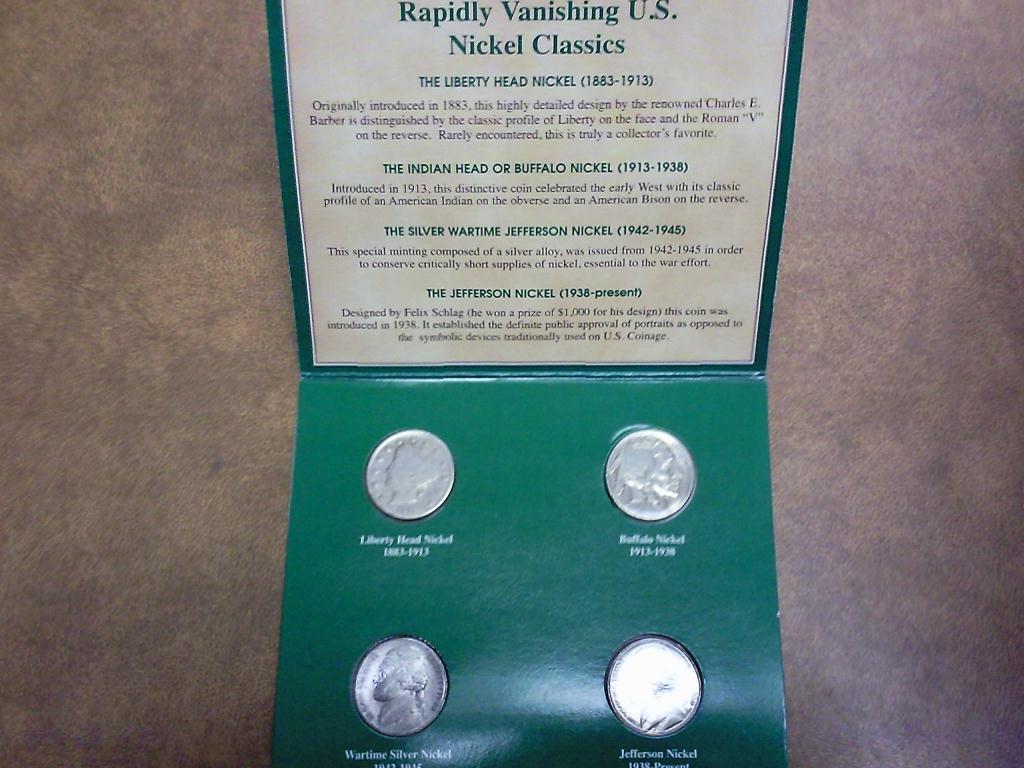 Rapidly Vanishing U.S.
Nickel Classics
THE LIBERTY HEAD NICKEL (1883-1913)
Originally introduced in 1883, this highly detailed design by the renowned Charles E.
Barber is distinguished by the classic profile of Liberty on the face and the Roman “V”
on the reverse. Rarely encountered, this is truly a collector's favorite.
THE INDIAN HEAD OR BUFFALO NICKEL (1913-1938)
Introduced in 1913, this distinctive coin celebrated the early West with its classic
profile of an American Indian on the obverse and an American Bison on the reverse.
THE SILVER WARTIME JEFFERSON NICKEL (1942-1945)
This special minting composed of a silver alloy, was issued from 1942-1945 in order
to conserve critically short supplies of nickel, essential to the war effort.
THE JEFFERSON NICKEL (1938-present)
Designed by Felix Schlag (he won a prize of $1,000 for his design) this coin was
introduced in 1938. It established the definite public approval of portraits as opposed to
the symbolic devices traditionally used on U.S. Coinage.
Liberty Head Nickel
1883-1913
Buffalo Nickel
1913-1938
Wartime Silver Nickel
1942-1945
Jefferson Nickel
1938-Present